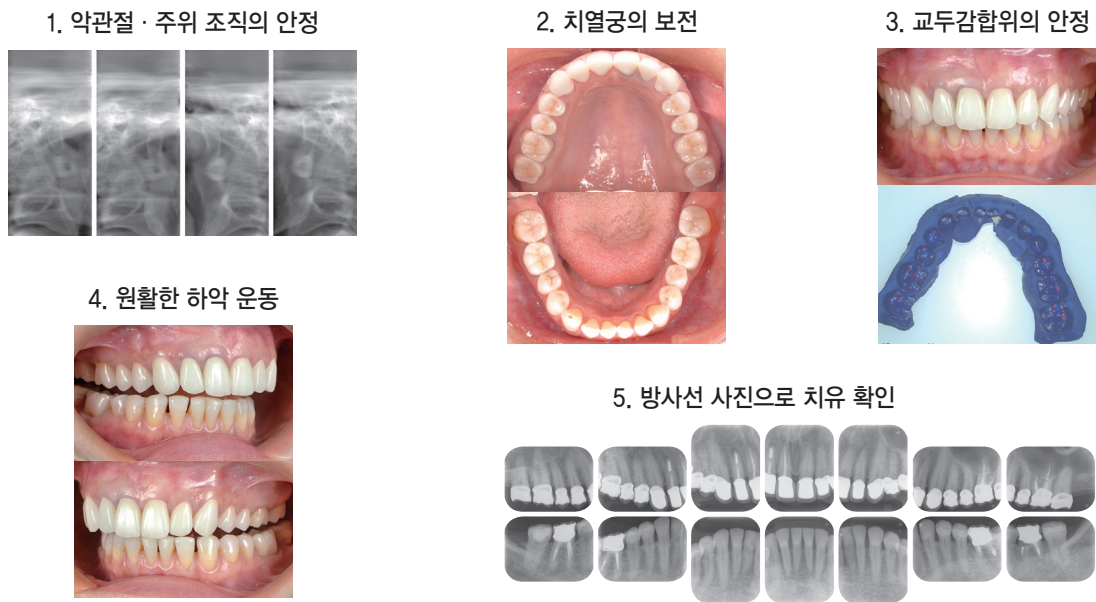 1. 악관절 · 주위 조직의 안정
2. 치열궁의 보전
3. 교두감합위의 안정
4. 원활한 하악 운동
5. 방사선 사진으로 치유 확인